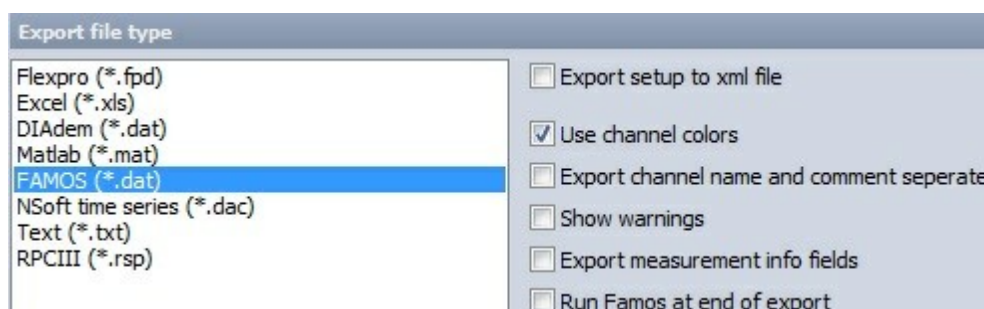 Export file type
Flexpro (*.fpd)
Excel (*.xls)
DIAdem (*.dat)
Matlab (*.mat)
FAMOS (*.dat)
NSoft time series (*.dac)
Text (*.txt)
RPCIII (*.rsp)
Export setup to xml file
Use channel colors
Export channel name and comment seperate
Show warnings
Export measurement info fields
Run Famos at end of export